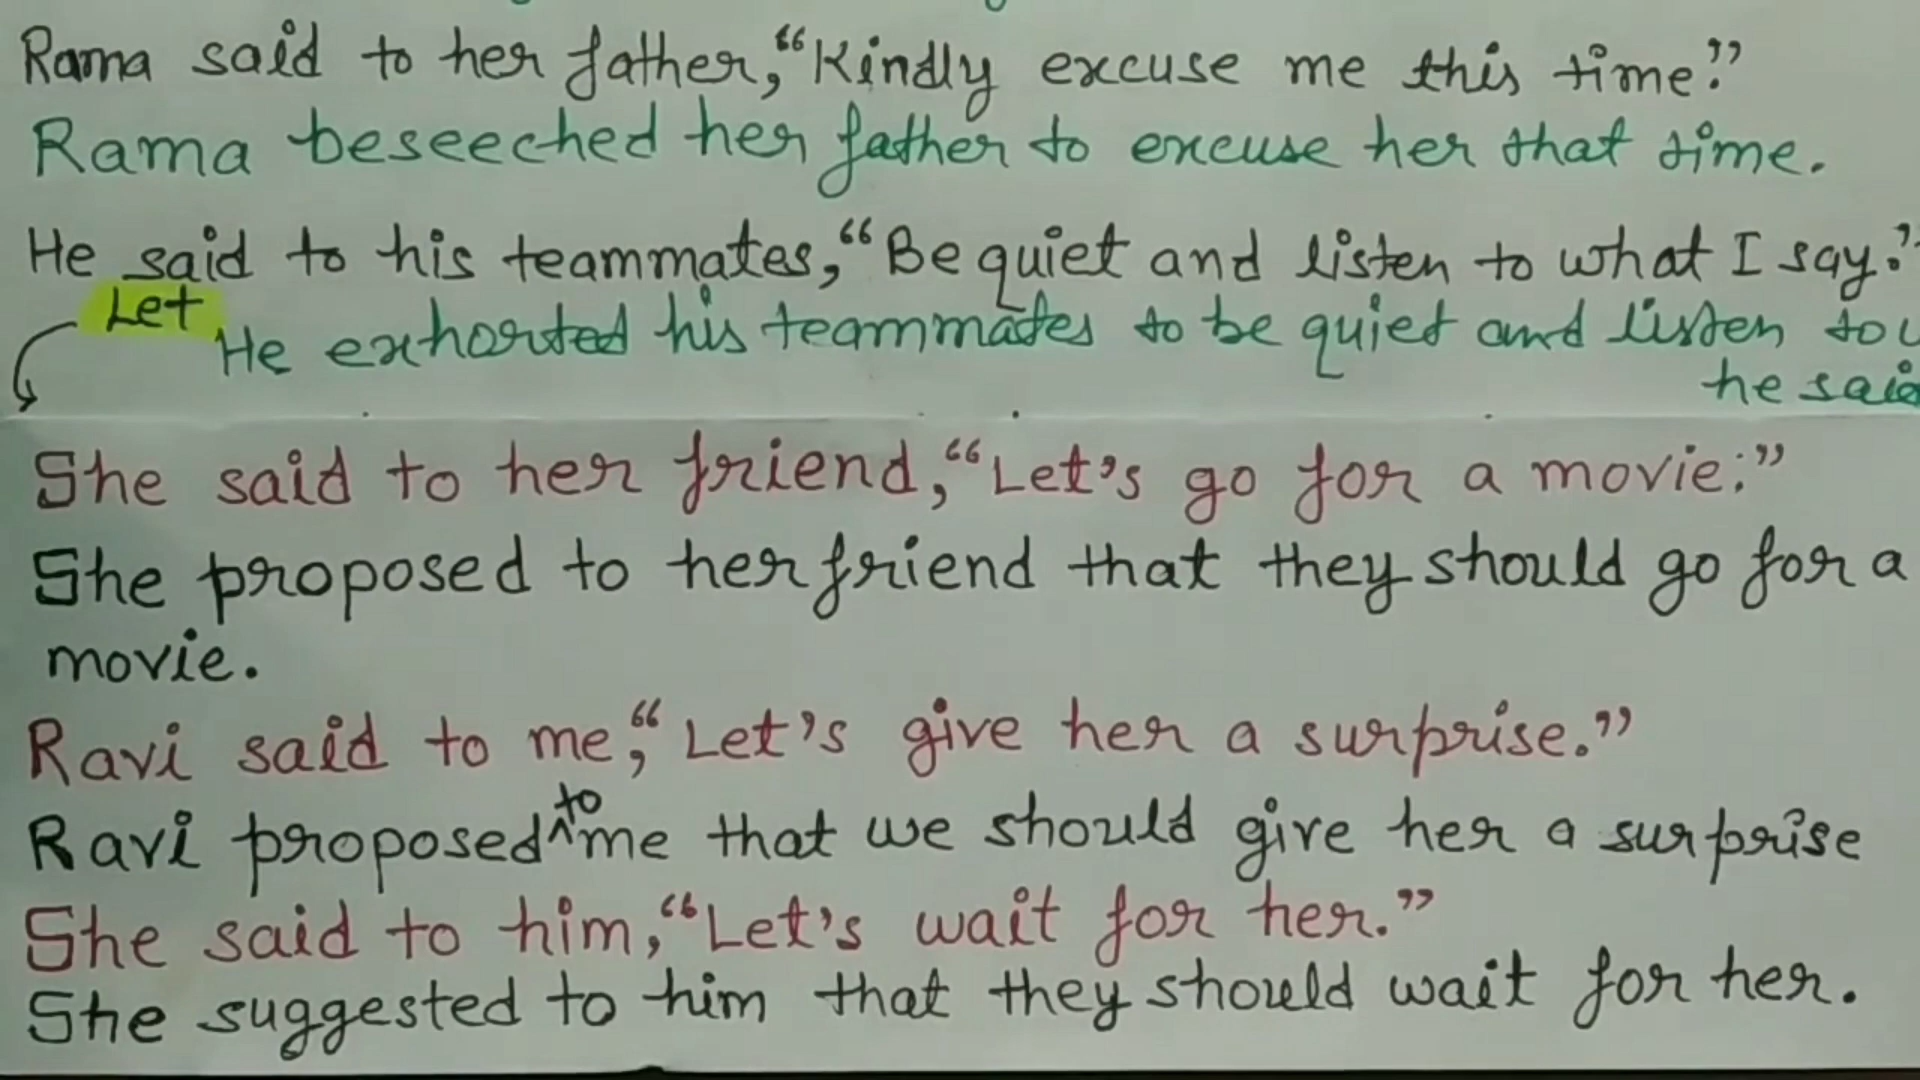 Rama said to her father, “Kindly excuse me this time.”
Rama beseeched her father to excuse her that time.
He said to his teammates, “Be quiet and listen to what I say.”
Let
He exhorted his teammates to be quiet and listen to
he said
She said to her friend, “Let's go for a movie.”
She proposed to her friend that they should go for a
movie.
Ravi said to me, “Let's give her a surprise.”
Ravi proposed ^to me that we should give her a surprise
She said to him, “Let's wait for her.”
She suggested to him that they should wait for her.